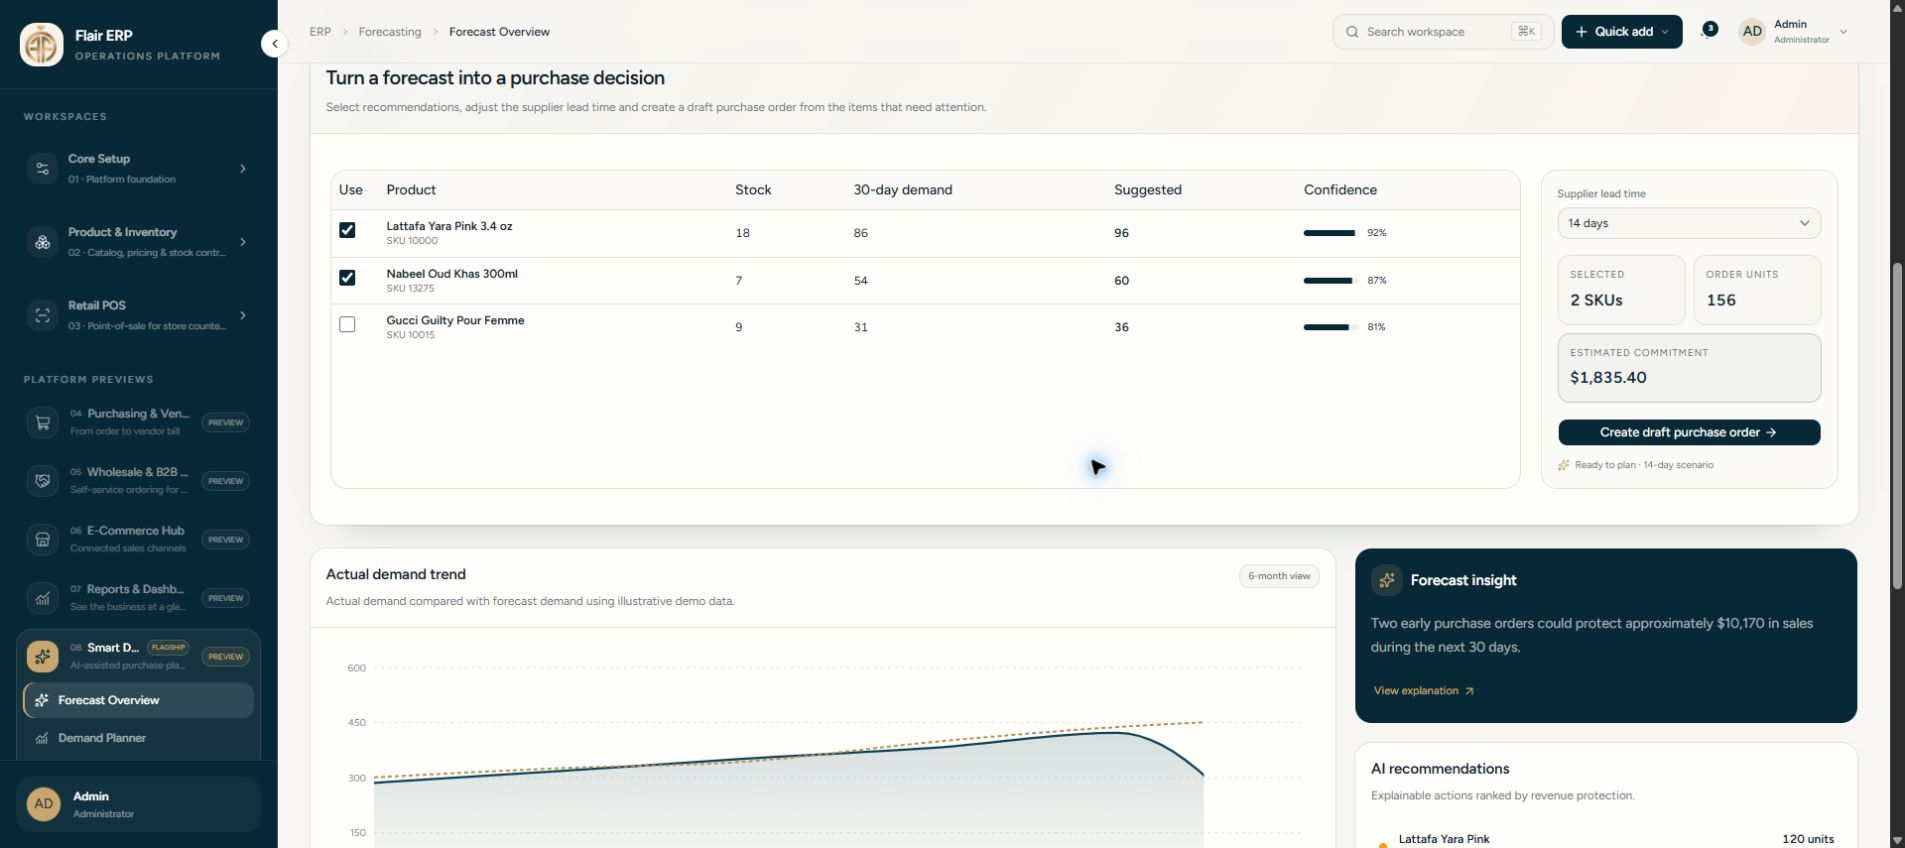 Flair ERP
OPERATIONS PLATFORM
WORKSPACES
Core Setup
01 · Platform foundation
Product & Inventory
02 · Catalog, pricing & stock contr...
Retail POS
03 · Point-of-sale for store counte...
PLATFORM PREVIEWS
04 Purchasing & Ven... PREVIEW
From order to vendor bill
05 Wholesale & B2B ... PREVIEW
Self-service ordering for ...
06 E-Commerce Hub PREVIEW
Connected sales channels
07 Reports & Dashb... PREVIEW
See the business at a gla...
08 Smart D... FLAGSHIP PREVIEW
AI-assisted purchase pla...
Forecast Overview
Demand Planner
AD Admin
Administrator
ERP > Forecasting > Forecast Overview
Search workspace ⌘K
+ Quick add
3
AD Admin
Administrator
Turn a forecast into a purchase decision
Select recommendations, adjust the supplier lead time and create a draft purchase order from the items that need attention.
Use Product Stock 30-day demand Suggested Confidence
Lattafa Yara Pink 3.4 oz 18 86 96 92%
SKU 10000
Nabeel Oud Khas 300ml 7 54 60 87%
SKU 13275
Gucci Guilty Pour Femme 9 31 36 81%
SKU 10015
Supplier lead time
14 days
SELECTED
2 SKUs
ORDER UNITS
156
ESTIMATED COMMITMENT
$1,835.40
Create draft purchase order →
Ready to plan · 14-day scenario
Actual demand trend
6-month view
Actual demand compared with forecast demand using illustrative demo data.
600
450
300
150
Forecast insight
Two early purchase orders could protect approximately $10,170 in sales
during the next 30 days.
View explanation
AI recommendations
Explainable actions ranked by revenue protection.
Lattafa Yara Pink 120 units